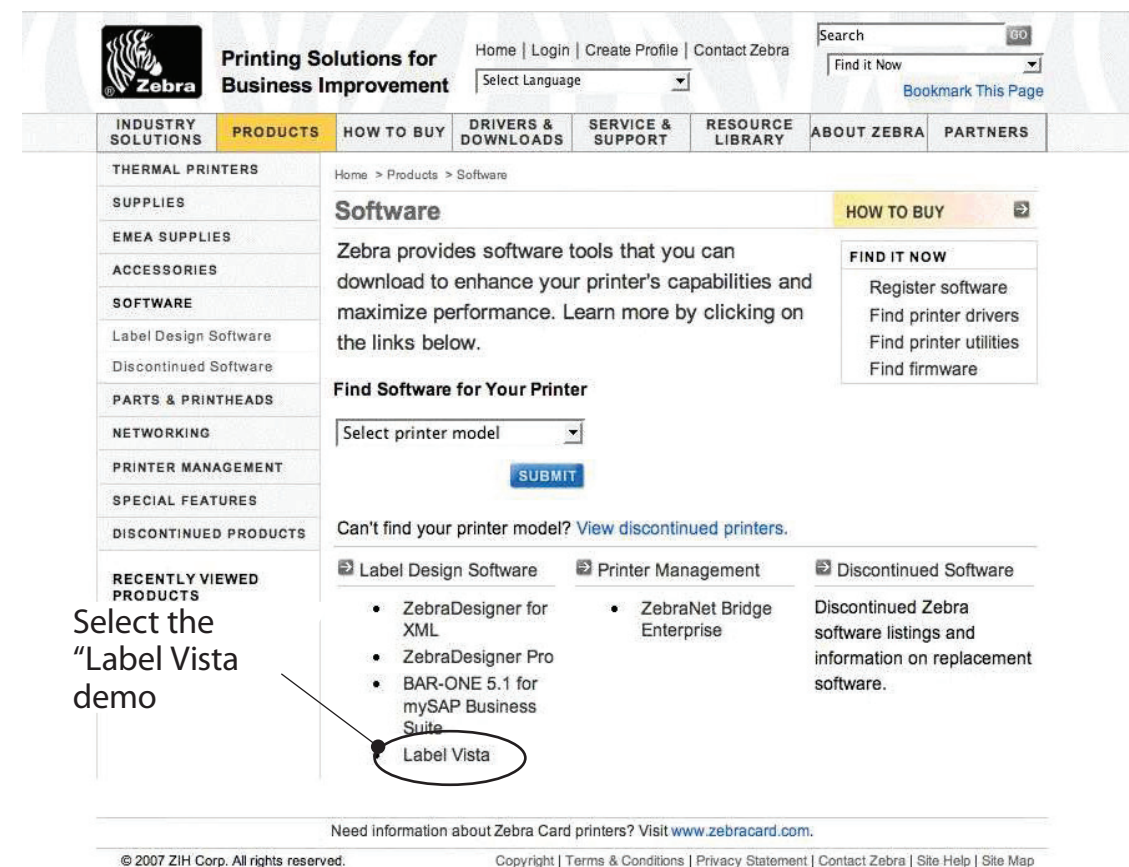 Zebra
®
Printing Solutions for
Business Improvement
Home | Login | Create Profile | Contact Zebra
Select Language
Search
GO
Find it Now
Bookmark This Page
INDUSTRY
SOLUTIONS
PRODUCTS
HOW TO BUY
DRIVERS &
DOWNLOADS
SERVICE &
SUPPORT
RESOURCE
LIBRARY
ABOUT ZEBRA
PARTNERS
THERMAL PRINTERS
SUPPLIES
EMEA SUPPLIES
ACCESSORIES
SOFTWARE
Label Design Software
Discontinued Software
PARTS & PRINTHEADS
NETWORKING
PRINTER MANAGEMENT
SPECIAL FEATURES
DISCONTINUED PRODUCTS
RECENTLY VIEWED
PRODUCTS
Select the
“Label Vista
demo
Home > Products > Software
Software
Zebra provides software tools that you can
download to enhance your printer's capabilities and
maximize performance. Learn more by clicking on
the links below.
Find Software for Your Printer
Select printer model
SUBMIT
Can't find your printer model? View discontinued printers.
HOW TO BUY
FIND IT NOW
Register software
Find printer drivers
Find printer utilities
Find firmware
Label Design Software
• ZebraDesigner for
XML
• ZebraDesigner Pro
• BAR-ONE 5.1 for
mySAP Business
Suite
• Label Vista
Printer Management
• ZebraNet Bridge
Enterprise
Discontinued Software
Discontinued Zebra
software listings and
information on replacement
software.
Need information about Zebra Card printers? Visit www.zebracard.com.
© 2007 ZIH Corp. All rights reserved.
Copyright | Terms & Conditions | Privacy Statement | Contact Zebra | Site Help | Site Map